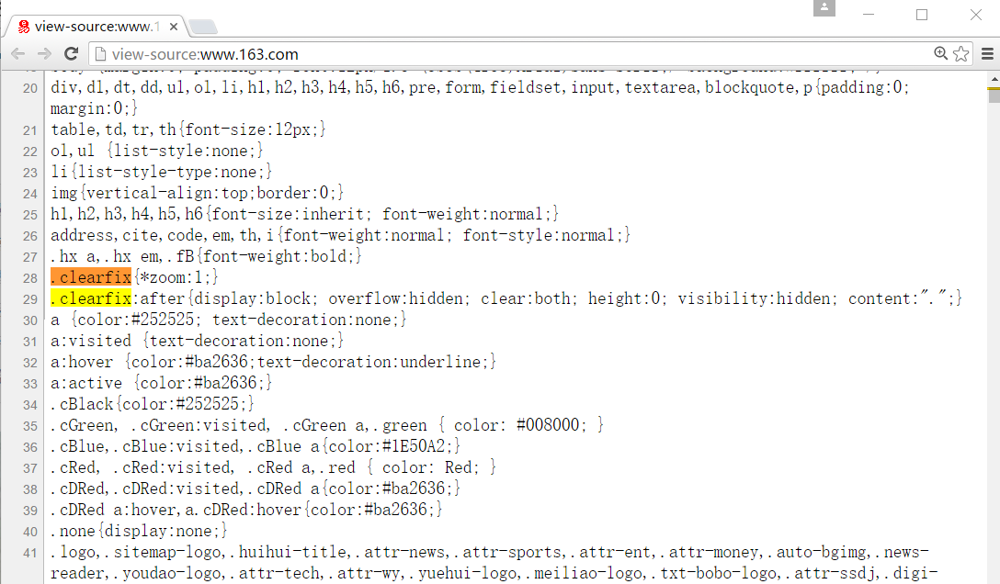 view-source:www.1
view-source:www.163.com
20 div,dl,dt,dd,ul,ol,li,h1,h2,h3,h4,h5,h6,pre,form,fieldset,input,textarea,blockquote,p{padding:0;
margin:0;}
21 table,td,tr,th{font-size:12px;}
22 ol,ul {list-style:none;}
23 li{list-style-type:none;}
24 img{vertical-align:top;border:0;}
25 h1,h2,h3,h4,h5,h6{font-size:inherit; font-weight:normal;}
26 address,cite,code,em,th,i{font-weight:normal; font-style:normal;}
27 .hx a,.hx em,.fB{font-weight:bold;}
28 .clearfix{*zoom:1;}
29 .clearfix:after{display:block; overflow:hidden; clear:both; height:0; visibility:hidden; content:".";}
30 a {color:#252525; text-decoration:none;}
31 a:visited {text-decoration:none;}
32 a:hover {color:#ba2636;text-decoration:underline;}
33 a:active {color:#ba2636;}
34 .cBlack{color:#252525;}
35 .cGreen, .cGreen:visited, .cGreen a,.green { color: #008000; }
36 .cBlue,.cBlue:visited,.cBlue a{color:#1E50A2;}
37 .cRed, .cRed:visited, .cRed a,.red { color: Red; }
38 .cDRed,.cDRed:visited,.cDRed a{color:#ba2636;}
39 .cDRed a:hover,a.cDRed:hover{color:#ba2636;}
40 .none{display:none;}
41 .logo,.sitemap-logo,.huihui-title,.attr-news,.attr-sports,.attr-ent,.attr-money,.auto-bgimg,.news-
reader,.youdao-logo,.attr-tech,.attr-wy,.yuehui-logo,.meiliao-logo,.txt-bobo-logo,.attr-ssdj,.digi-